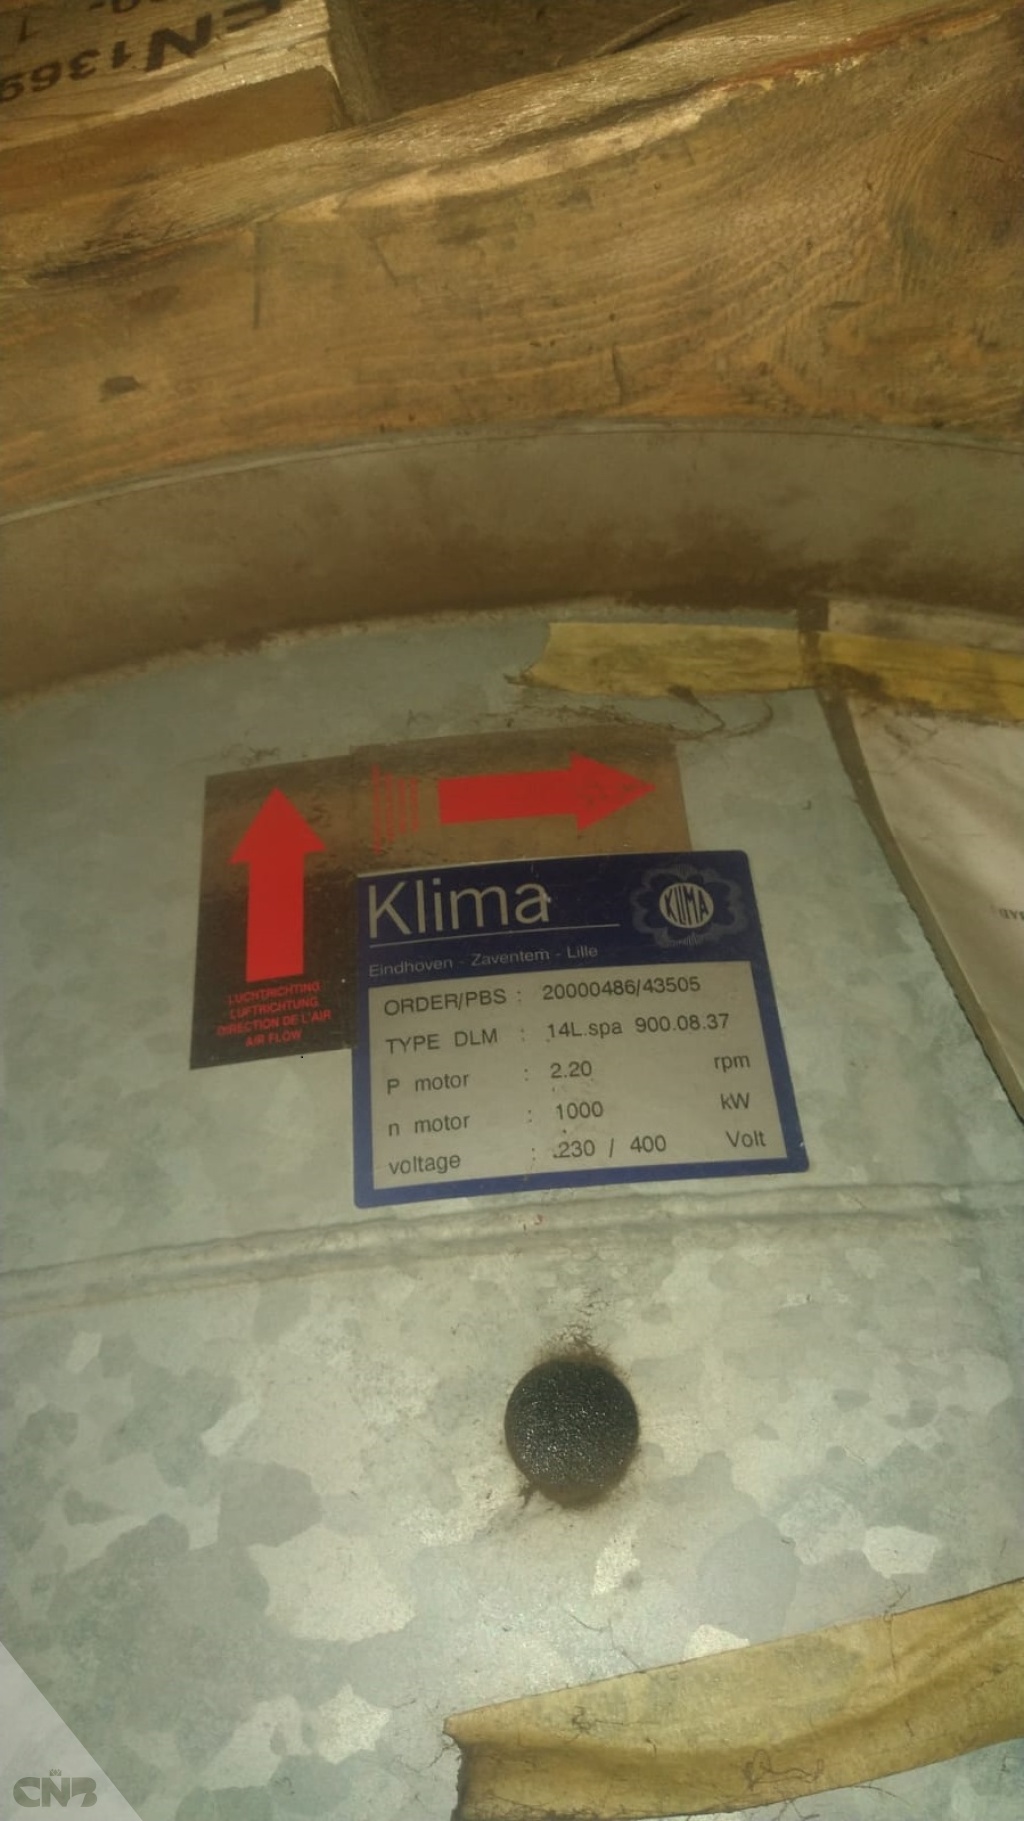 EN1369
LUCHTRICHTING
LUFTRICHTUNG
DIRECTION DE L'AIR
AIR FLOW
Klima
KLIMA
Eindhoven - Zaventem - Lille
ORDER/PBS : 20000486/43505
TYPE DLM : 14L.spa 900.08.37
P motor : 2.20 rpm
n motor : 1000 kW
voltage : 230 / 400 Volt
CNB